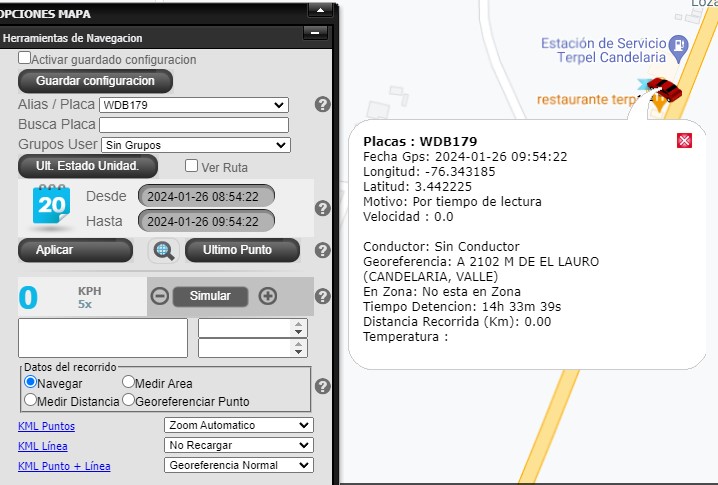 OPCIONES MAPA
Herramientas de Navegacion
Activar guardado configuracion
Guardar configuracion
Alias / Placa WDB179
Busca Placa
Grupos User Sin Grupos
Ult. Estado Unidad. Ver Ruta
20
Desde 2024-01-26 08:54:22
Hasta 2024-01-26 09:54:22
Aplicar Ultimo Punto
0 KPH
5x
Simular
Datos del recorrido
Navegar Medir Area
Medir Distancia Georeferenciar Punto
KML Puntos Zoom Automatico
KML Línea No Recargar
KML Punto + Línea Georeferencia Normal
Estación de Servicio
Terpel Candelaria
restaurante terp
Placas : WDB179
Fecha Gps: 2024-01-26 09:54:22
Longitud: -76.343185
Latitud: 3.442225
Motivo: Por tiempo de lectura
Velocidad : 0.0
Conductor: Sin Conductor
Georeferencia: A 2102 M DE EL LAURO
(CANDELARIA, VALLE)
En Zona: No esta en Zona
Tiempo Detencion: 14h 33m 39s
Distancia Recorrida (Km): 0.00
Temperatura :